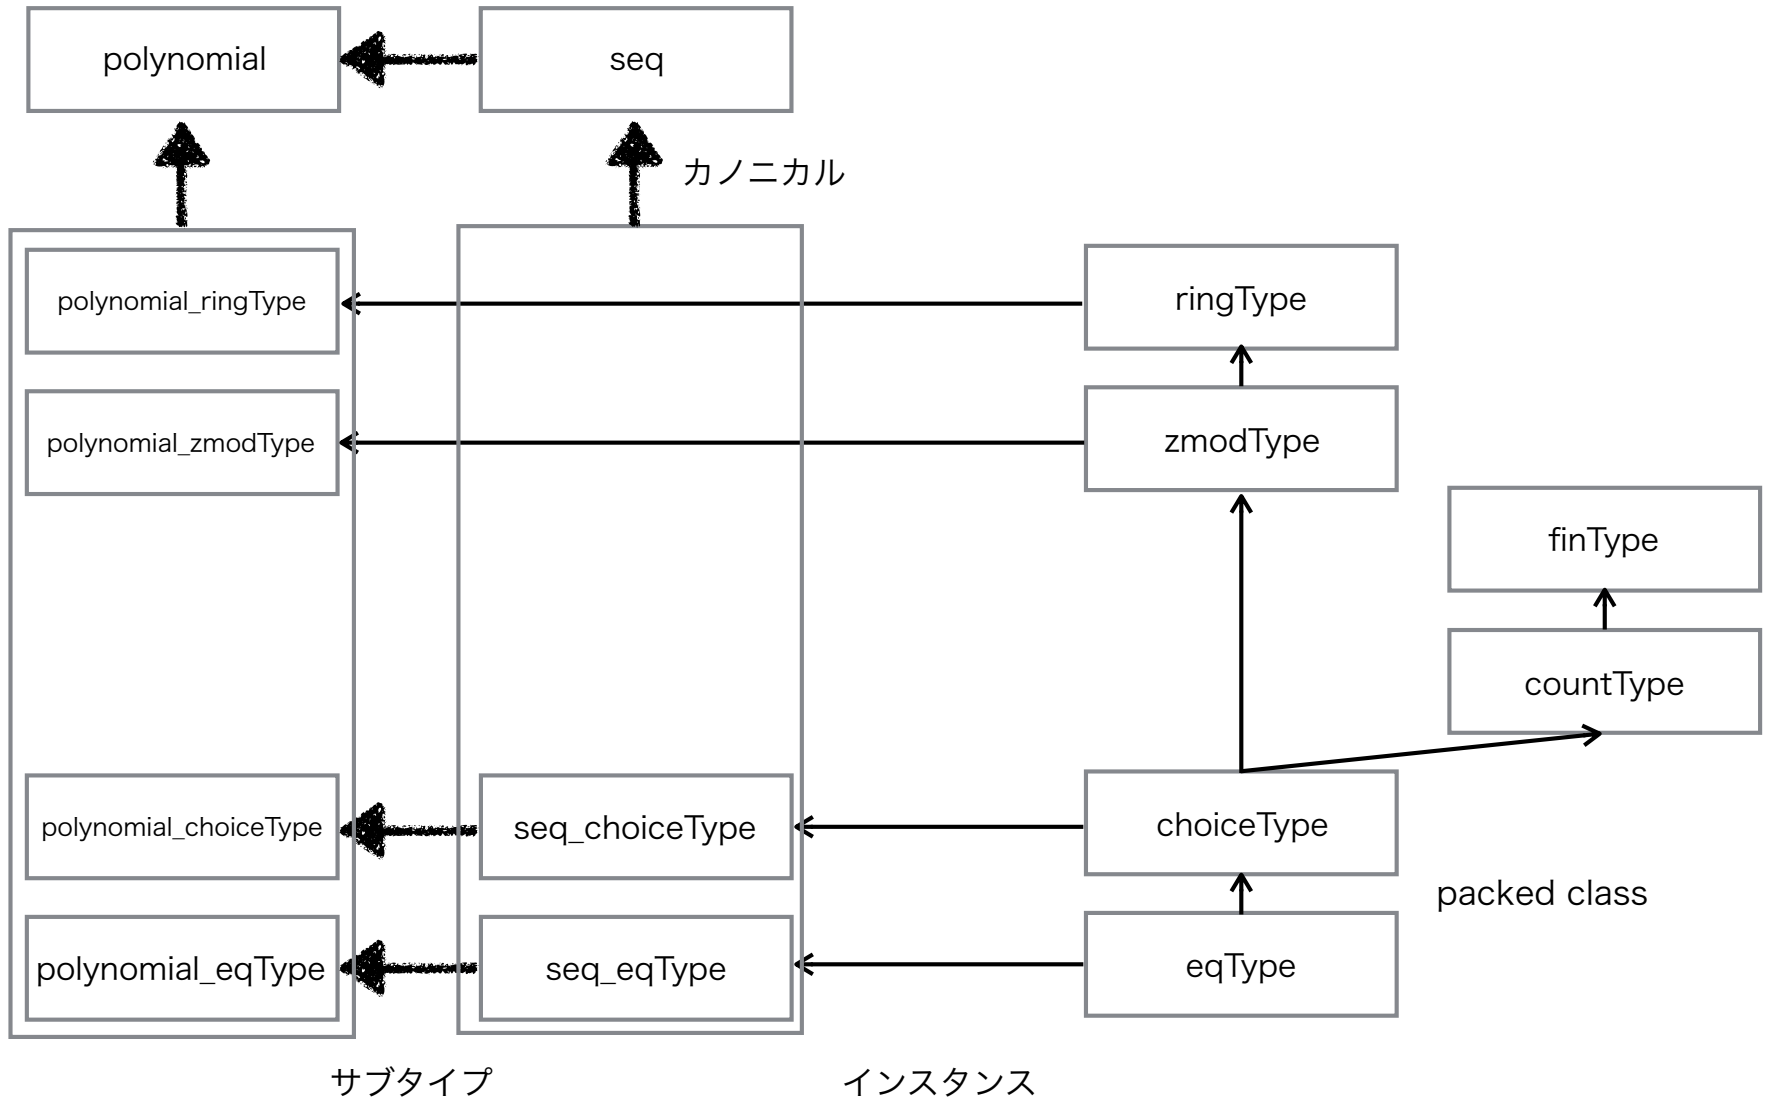 polynomial
seq
カノニカル
polynomial_ringType
ringType
polynomial_zmodType
zmodType
finType
countType
polynomial_choiceType
seq_choiceType
choiceType
packed class
polynomial_eqType
seq_eqType
eqType
サブタイプ
インスタンス